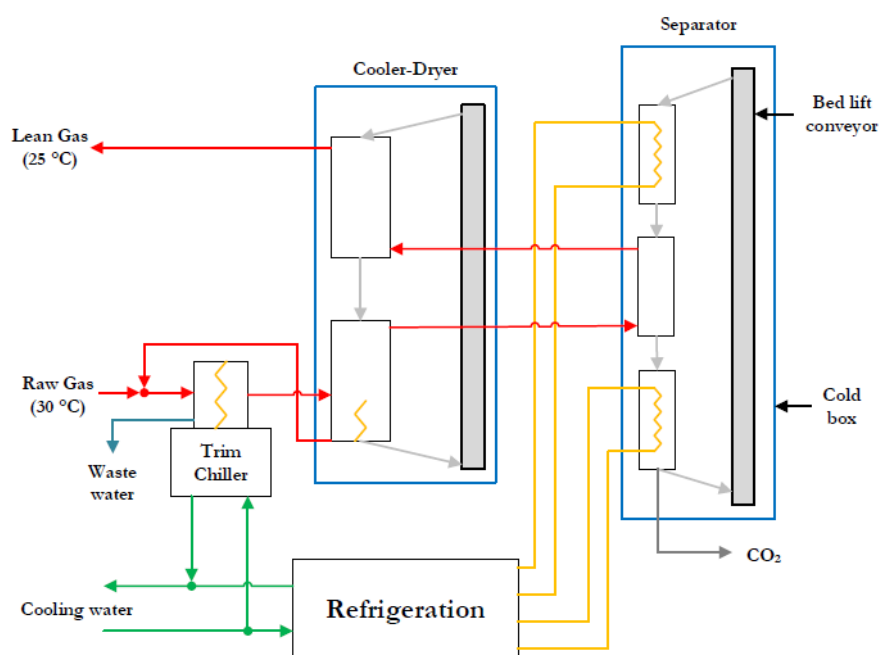 Separator
Cooler-Dryer
Bed lift
conveyor
Lean Gas
(25 °C)
Raw Gas
(30 °C)
Cold
box
Trim
Chiller
Waste
water
CO₂
Cooling water
Refrigeration